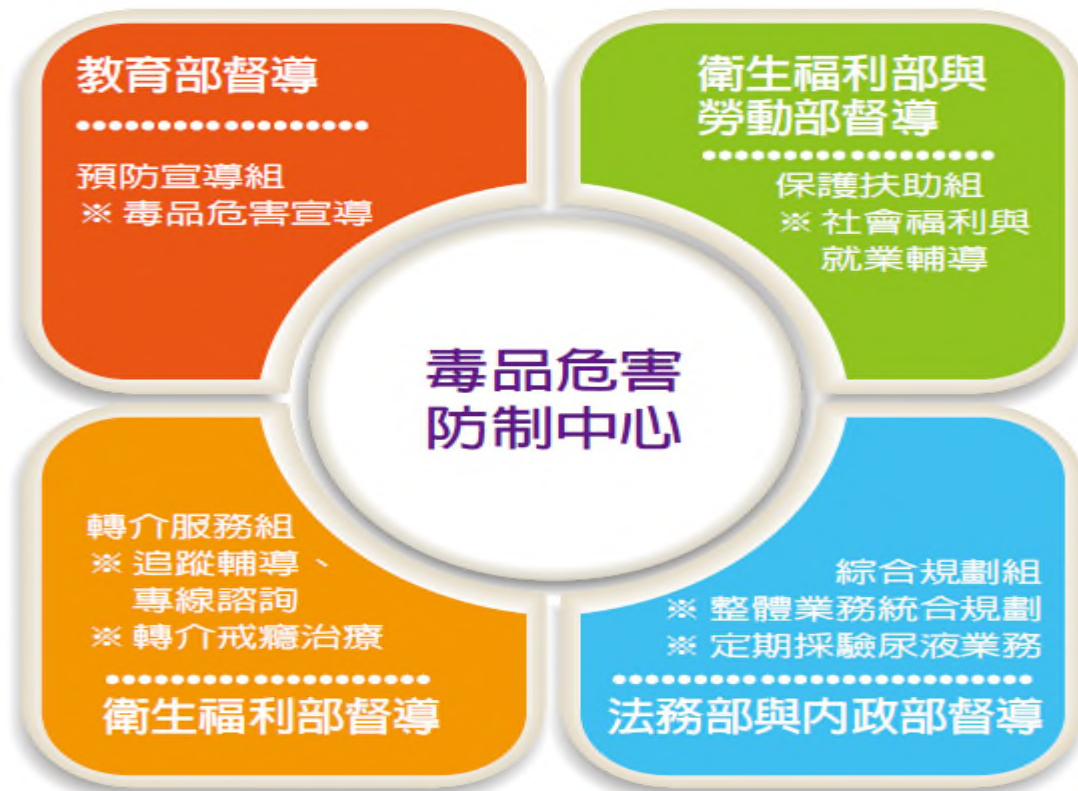 教育部督導
預防宣導組
※ 毒品危害宣導
衛生福利部與
勞動部督導
保護扶助組
※ 社會福利與
就業輔導
毒品危害
防制中心
轉介服務組
※ 追蹤輔導、
專線諮詢
※ 轉介戒癮治療
衛生福利部督導
綜合規劃組
※ 整體業務統合規劃
※ 定期採驗尿液業務
法務部與內政部督導